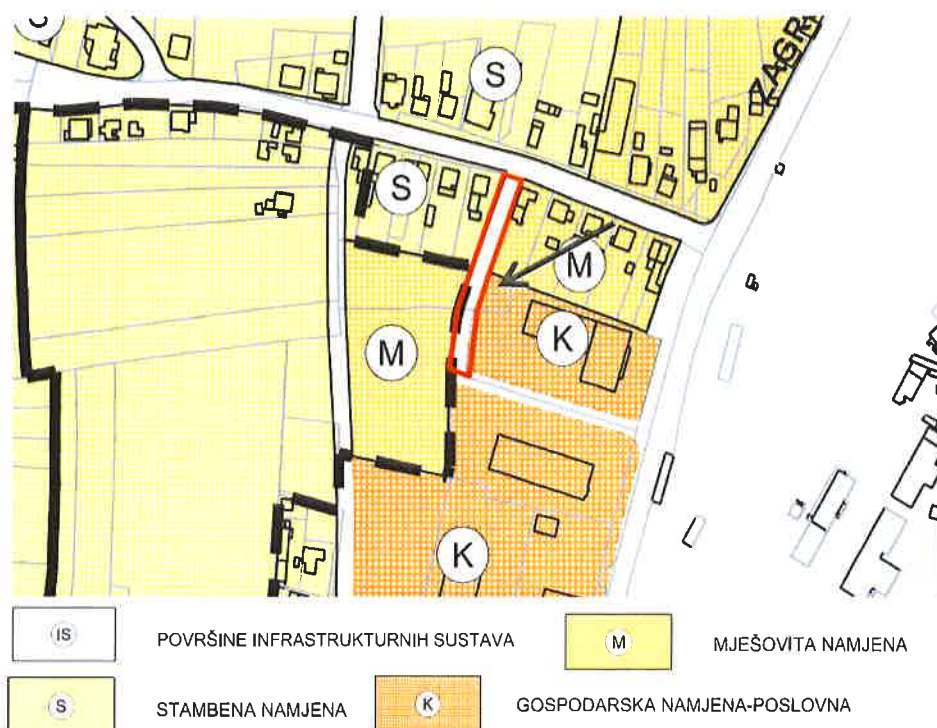 ZAGR
S
S
M
K
M
K
IS POVRŠINE INFRASTRUKTURNIH SUSTAVA
M MJEŠOVITA NAMJENA
S STAMBENA NAMJENA
K GOSPODARSKA NAMJENA-POSLOVNA